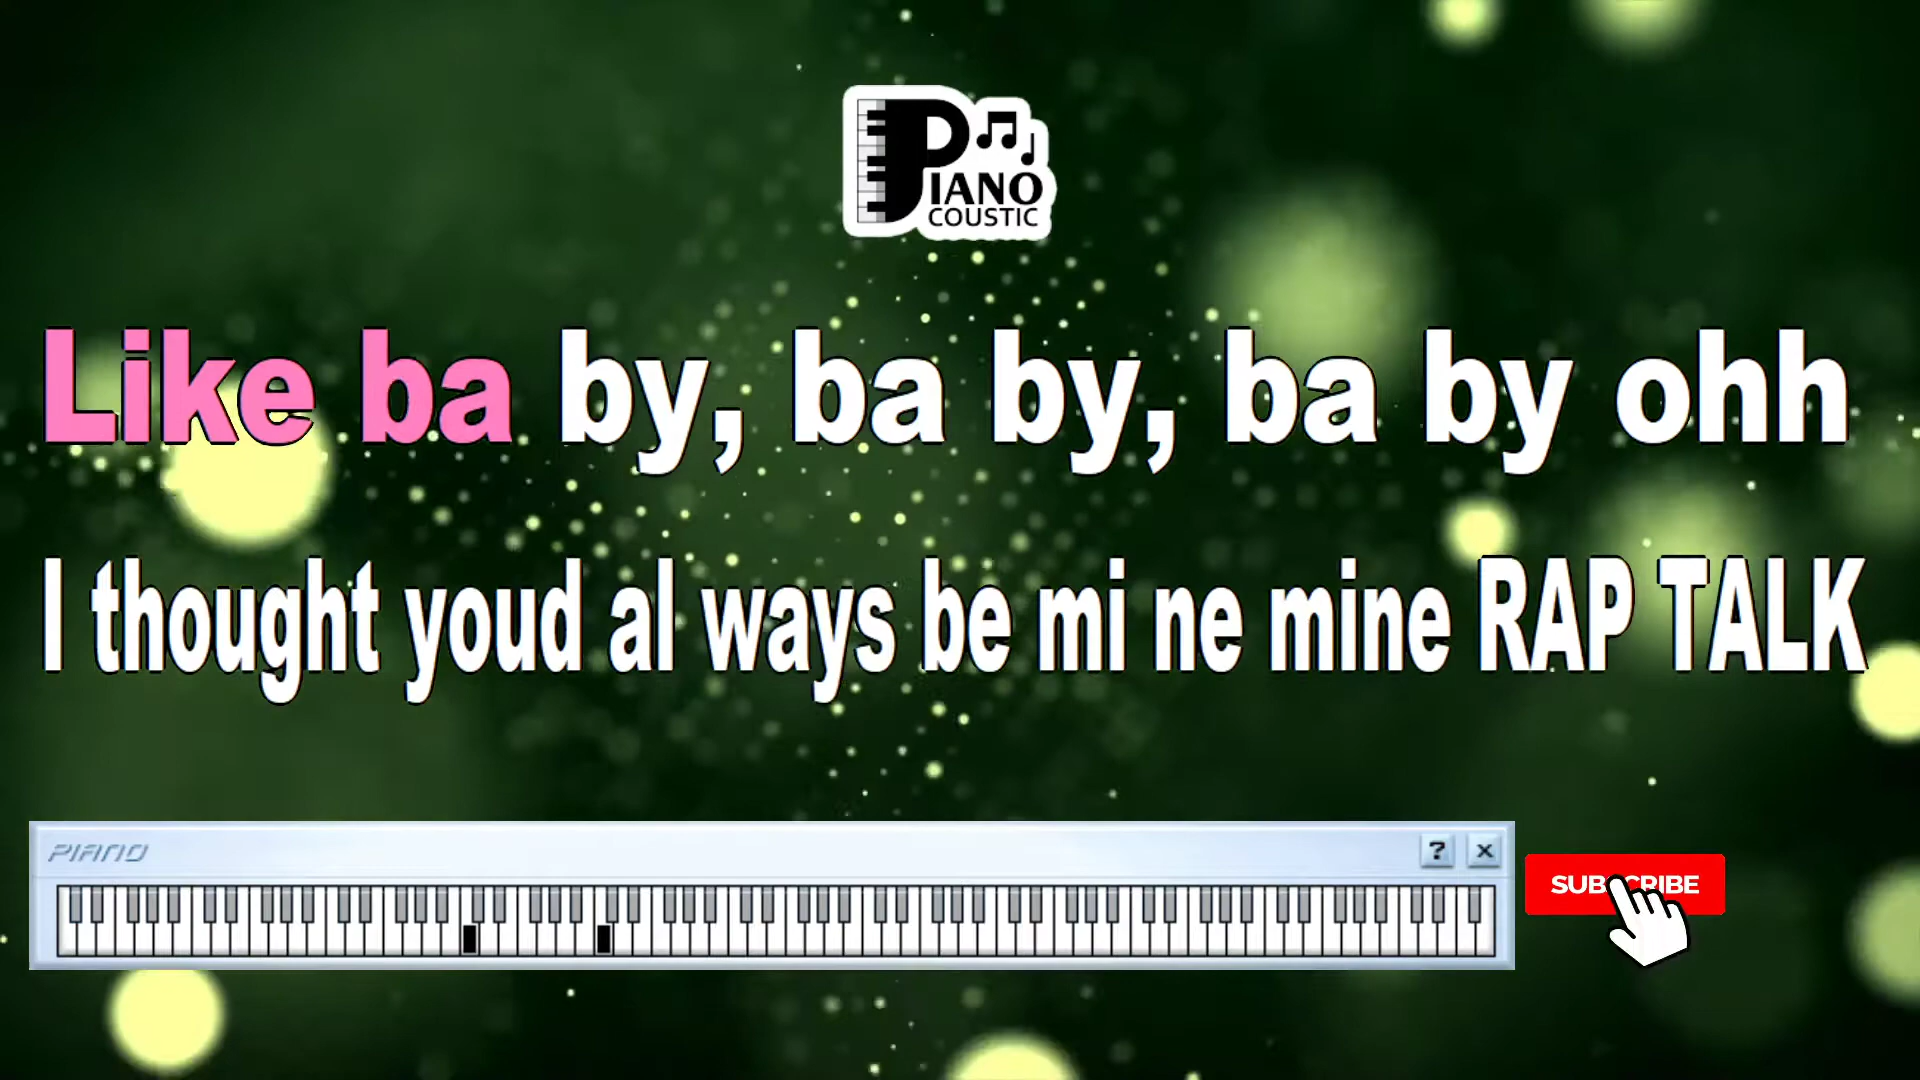 PIANO
COUSTIC
Like ba by, ba by, ba by ohh
I thought youd al ways be mi ne mine RAP TALK
PIANO
? ×
SUBSCRIBE